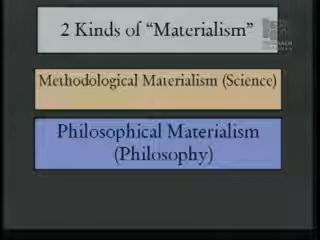 2 Kinds of “Materialism”
Methodological Materialism (Science)
Philosophical Materialism
(Philosophy)